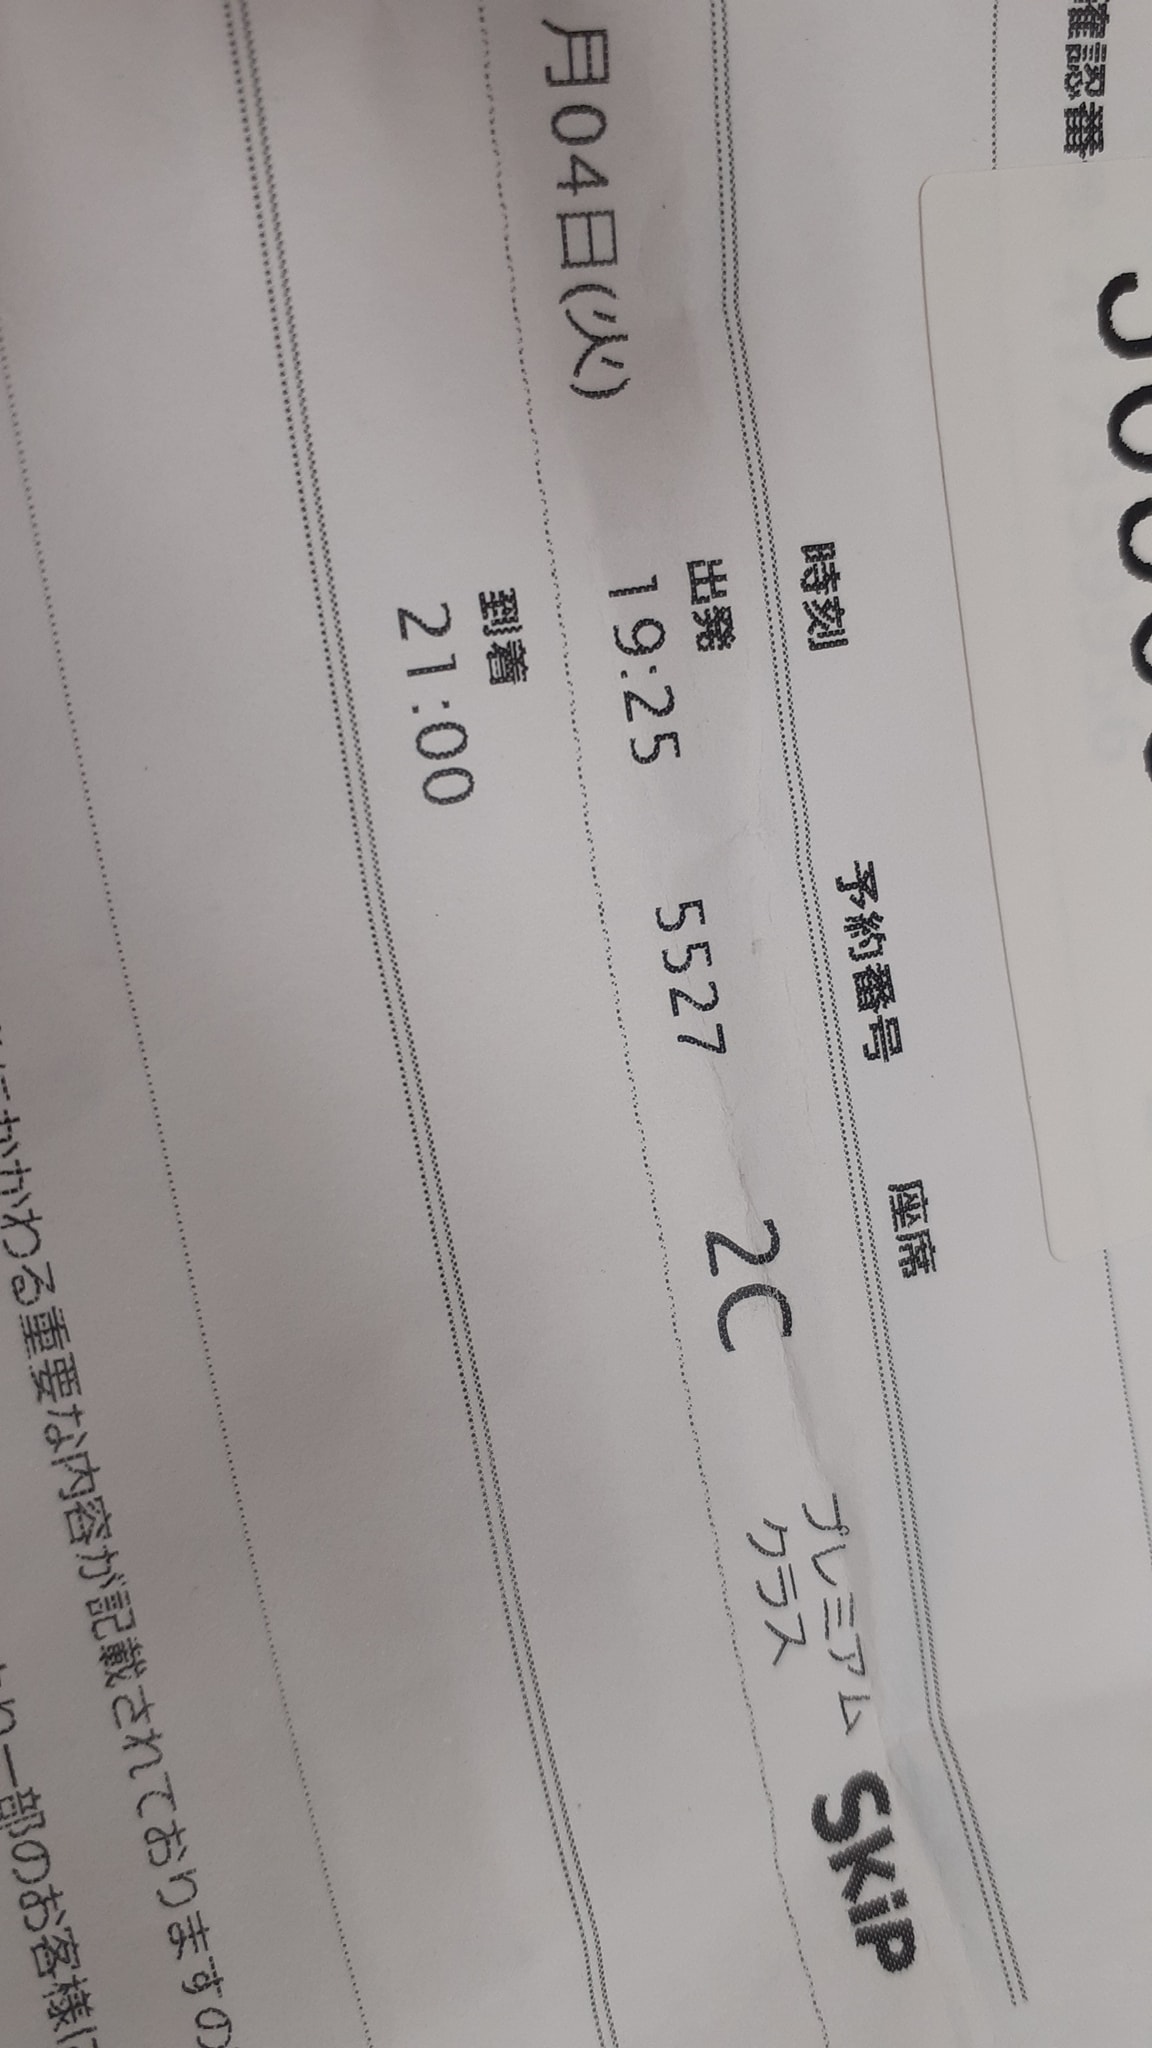 確認番
時刻 予約番号 座席
出発
月04日(火) 19:25 5527 2C プレミアム
クラス SKiP
到着
21:00
かわる重要な内容が記載されておりますの
一部のお客様に